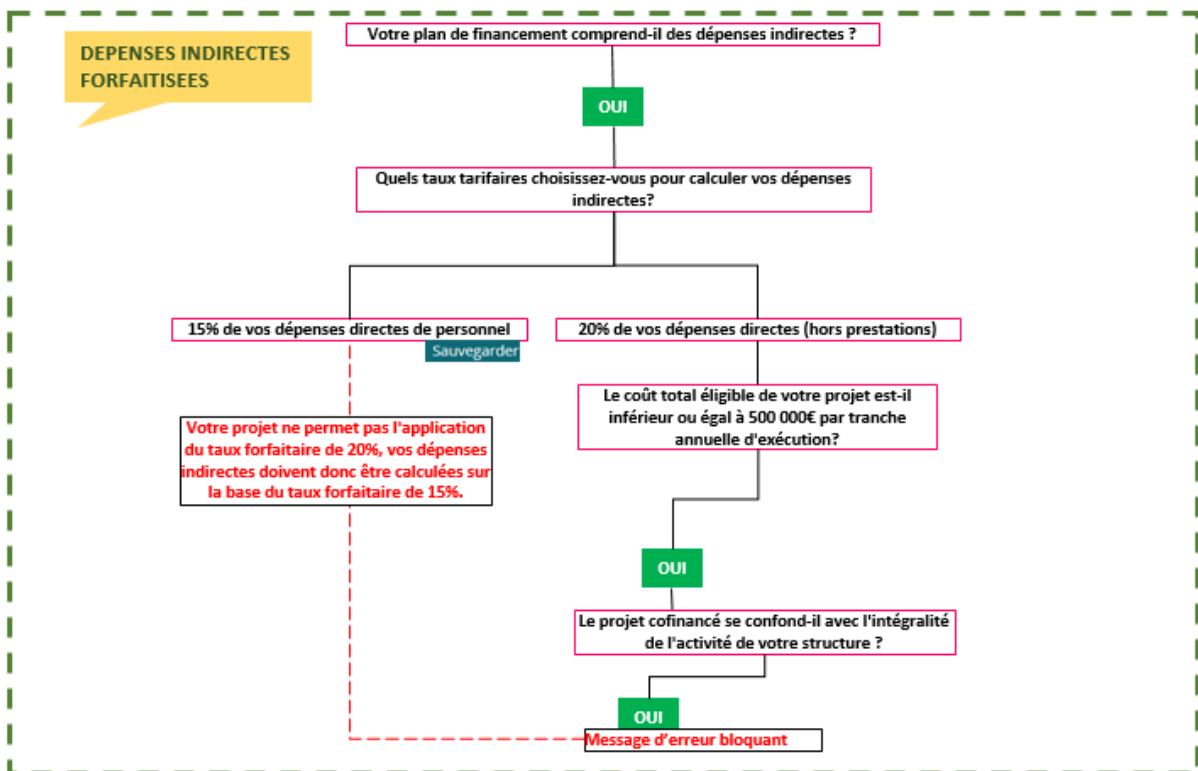 Votre plan de financement comprend-il des dépenses indirectes ?
DEPENSES INDIRECTES
FORFAITISEES
OUI
Quels taux tarifaires choisissez-vous pour calculer vos dépenses
indirectes?
15% de vos dépenses directes de personnel
20% de vos dépenses directes (hors prestations)
Sauvegarder
Le coût total éligible de votre projet est-il
inférieur ou égal à 500 000€ par tranche
annuelle d'exécution?
Votre projet ne permet pas l'application
du taux forfaitaire de 20%, vos dépenses
indirectes doivent donc être calculées sur
la base du taux forfaitaire de 15%.
OUI
Le projet cofinancé se confond-il avec l'intégralité
de l'activité de votre structure ?
OUI
Message d’erreur bloquant